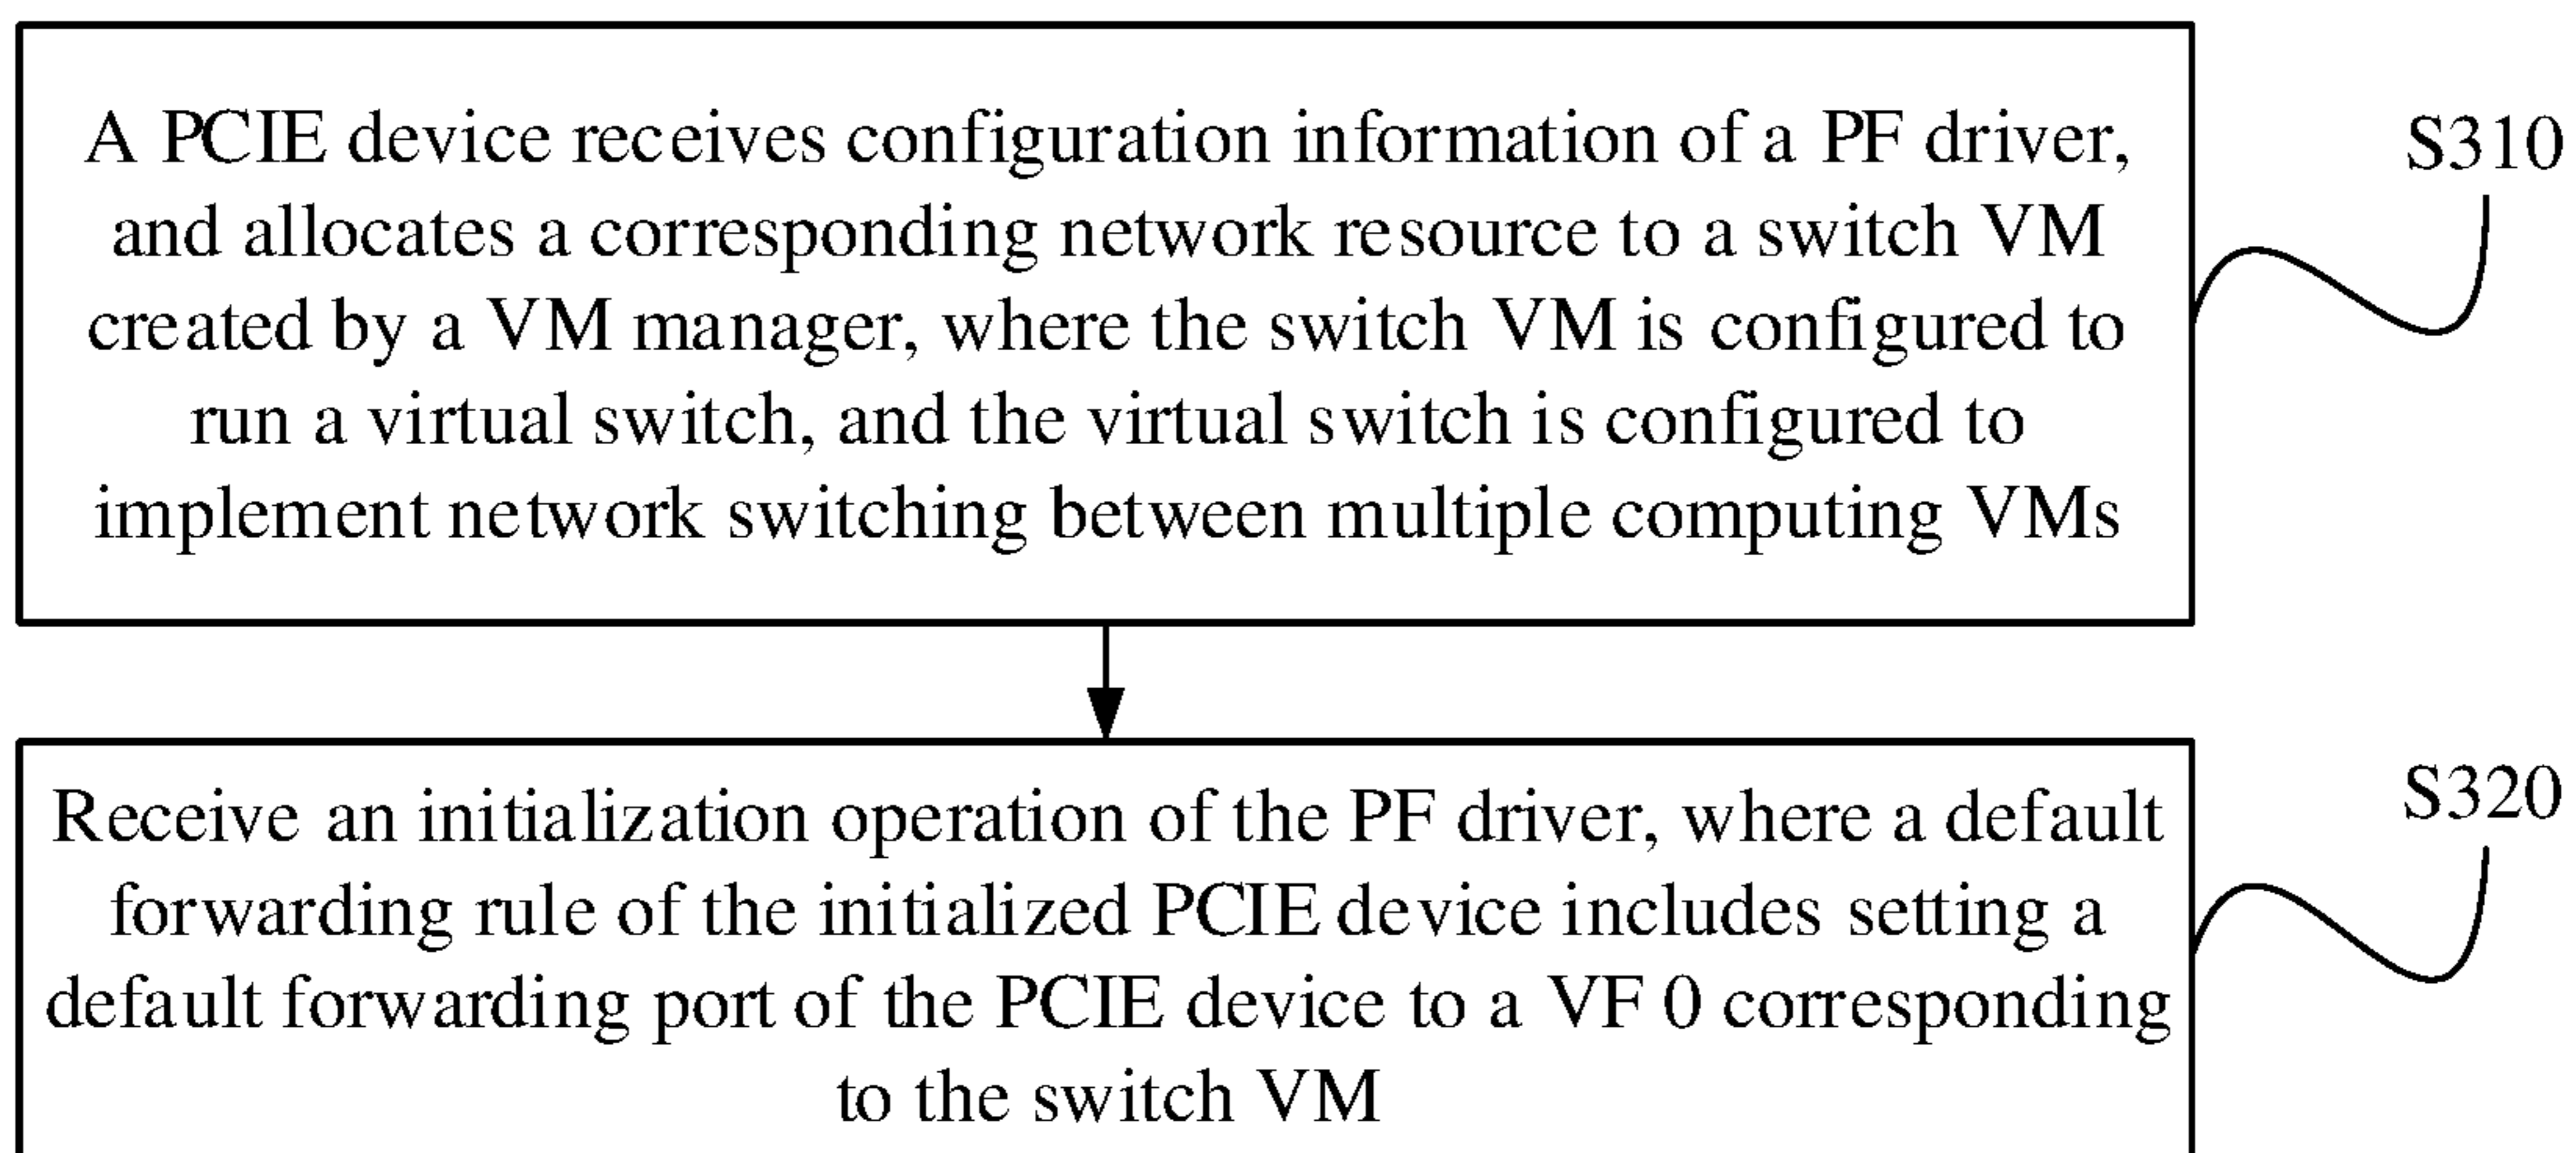 A PCIE device receives configuration information of a PF driver,
and allocates a corresponding network resource to a switch VM
created by a VM manager, where the switch VM is configured to
run a virtual switch, and the virtual switch is configured to
implement network switching between multiple computing VMs
S310
Receive an initialization operation of the PF driver, where a default
forwarding rule of the initialized PCIE device includes setting a
default forwarding port of the PCIE device to a VF 0 corresponding
to the switch VM
S320